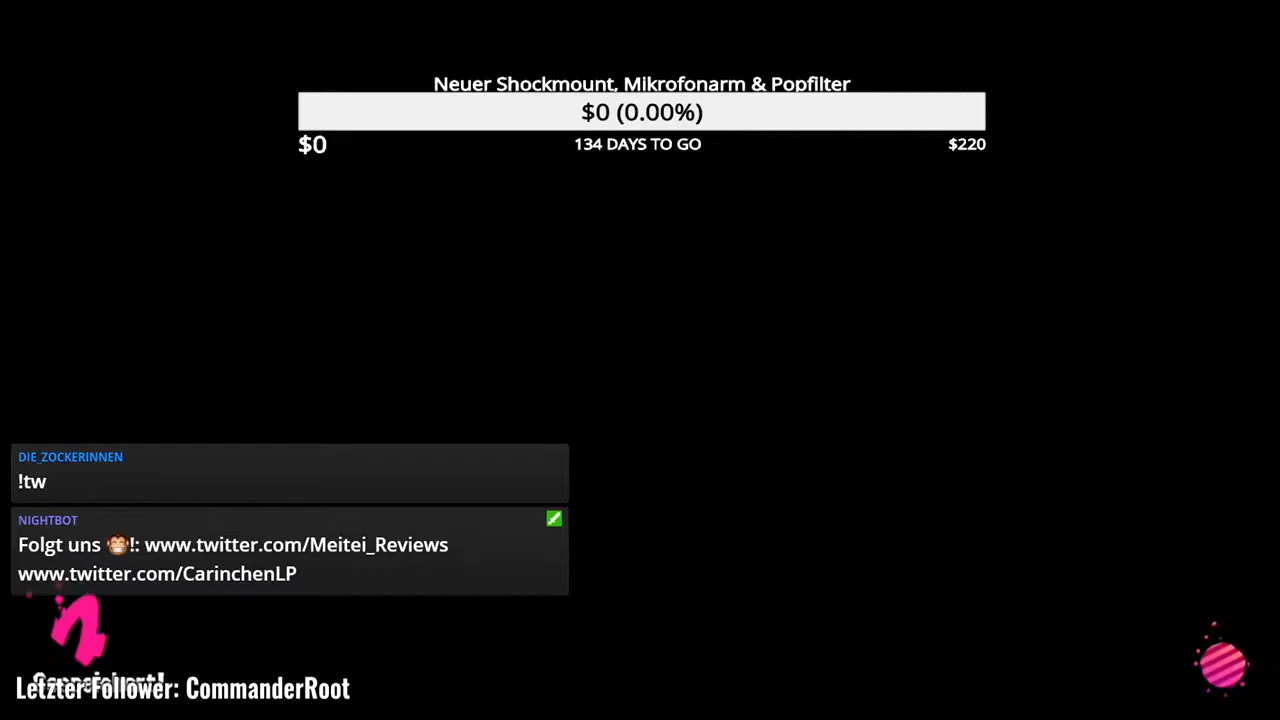 Neuer Shockmount, Mikrofonarm & Popfilter
$0 (0.00%)
$0 134 DAYS TO GO $220
DIE_ZOCKERINNEN
!tw
NIGHTBOT
Folgt uns 🐵!: www.twitter.com/Meitei_Reviews
www.twitter.com/CarinchenLP
Letzter Follower: CommanderRoot